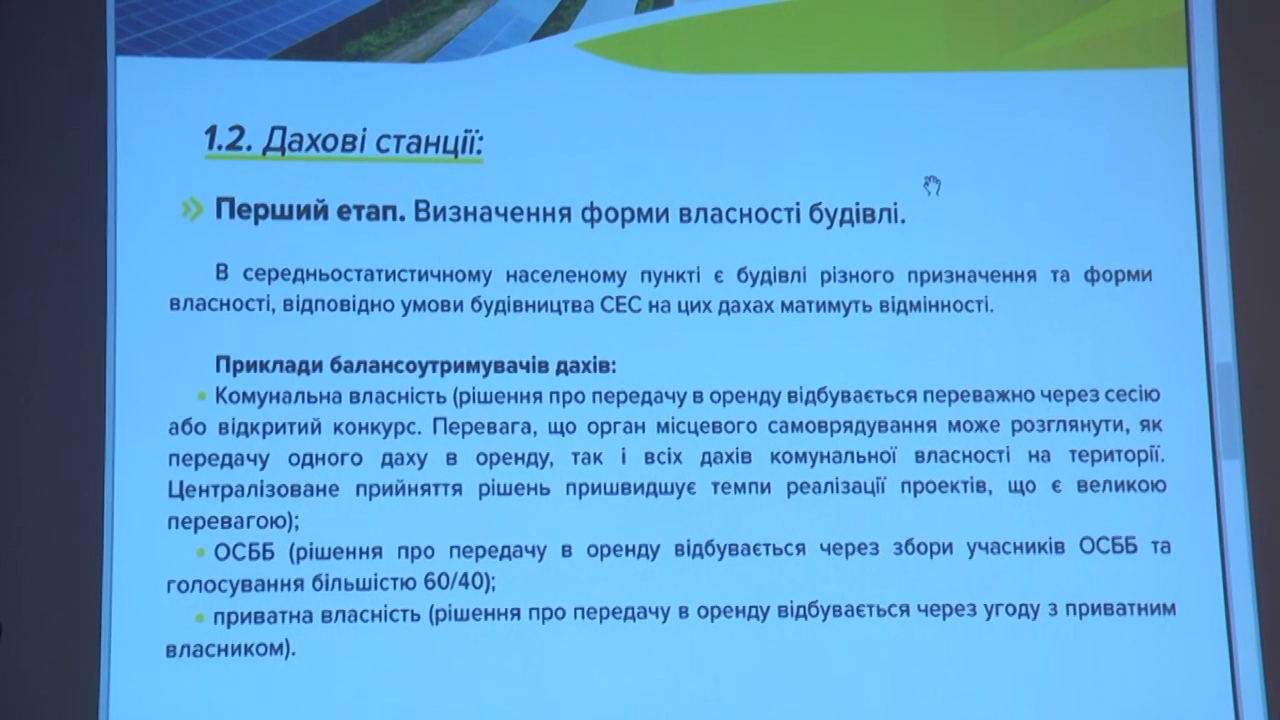 1.2. Дахові станції:
Перший етап. Визначення форми власності будівлі.
В середньостатистичному населеному пункті є будівлі різного призначення та форми
власності, відповідно умови будівництва СЕС на цих дахах матимуть відмінності.
Приклади балансоутримувачів дахів:
• Комунальна власність (рішення про передачу в оренду відбувається переважно через сесію
або відкритий конкурс. Перевага, що орган місцевого самоврядування може розглянути, як
передачу одного даху в оренду, так і всіх дахів комунальної власності на території.
Централізоване прийняття рішень пришвидшує темпи реалізації проектів, що є великою
перевагою);
• ОСББ (рішення про передачу в оренду відбувається через збори учасників ОСББ та
голосування більшістю 60/40);
• приватна власність (рішення про передачу в оренду відбувається через угоду з приватним
власником).